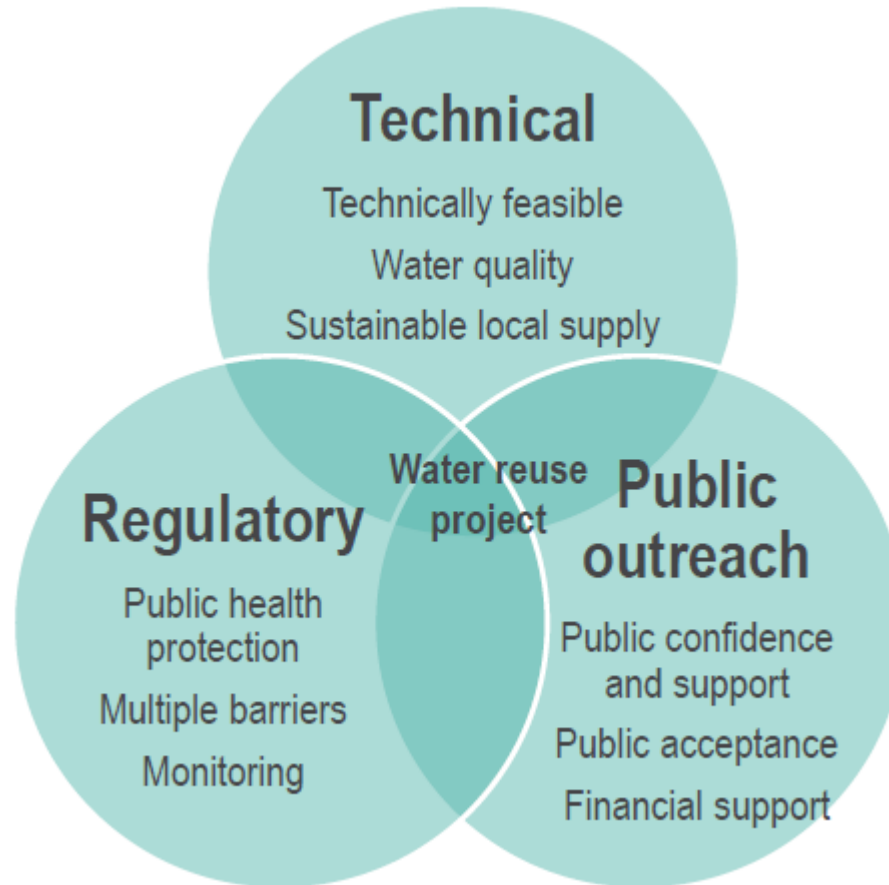 Technical
Technically feasible
Water quality
Sustainable local supply
Water reuse
project
Regulatory
Public health
protection
Multiple barriers
Monitoring
Public
outreach
Public confidence
and support
Public acceptance
Financial support